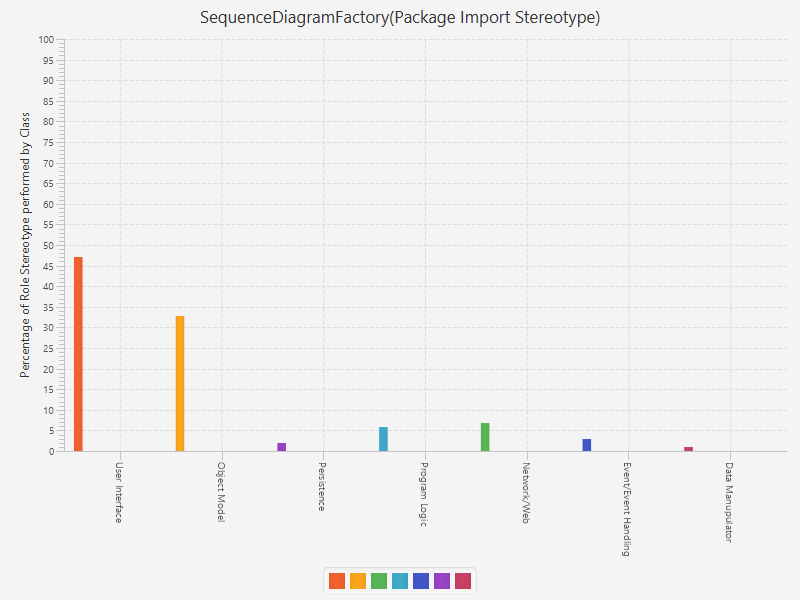 SequenceDiagramFactory(Package Import Stereotype)
Percentage of Role Stereotype performed by Class
100
95
90
85
80
75
70
65
60
55
50
45
40
35
30
25
20
15
10
5
0
User Interface
Object Model
Persistence
Program Logic
Network/Web
Event/Event Handling
Data Manupulator